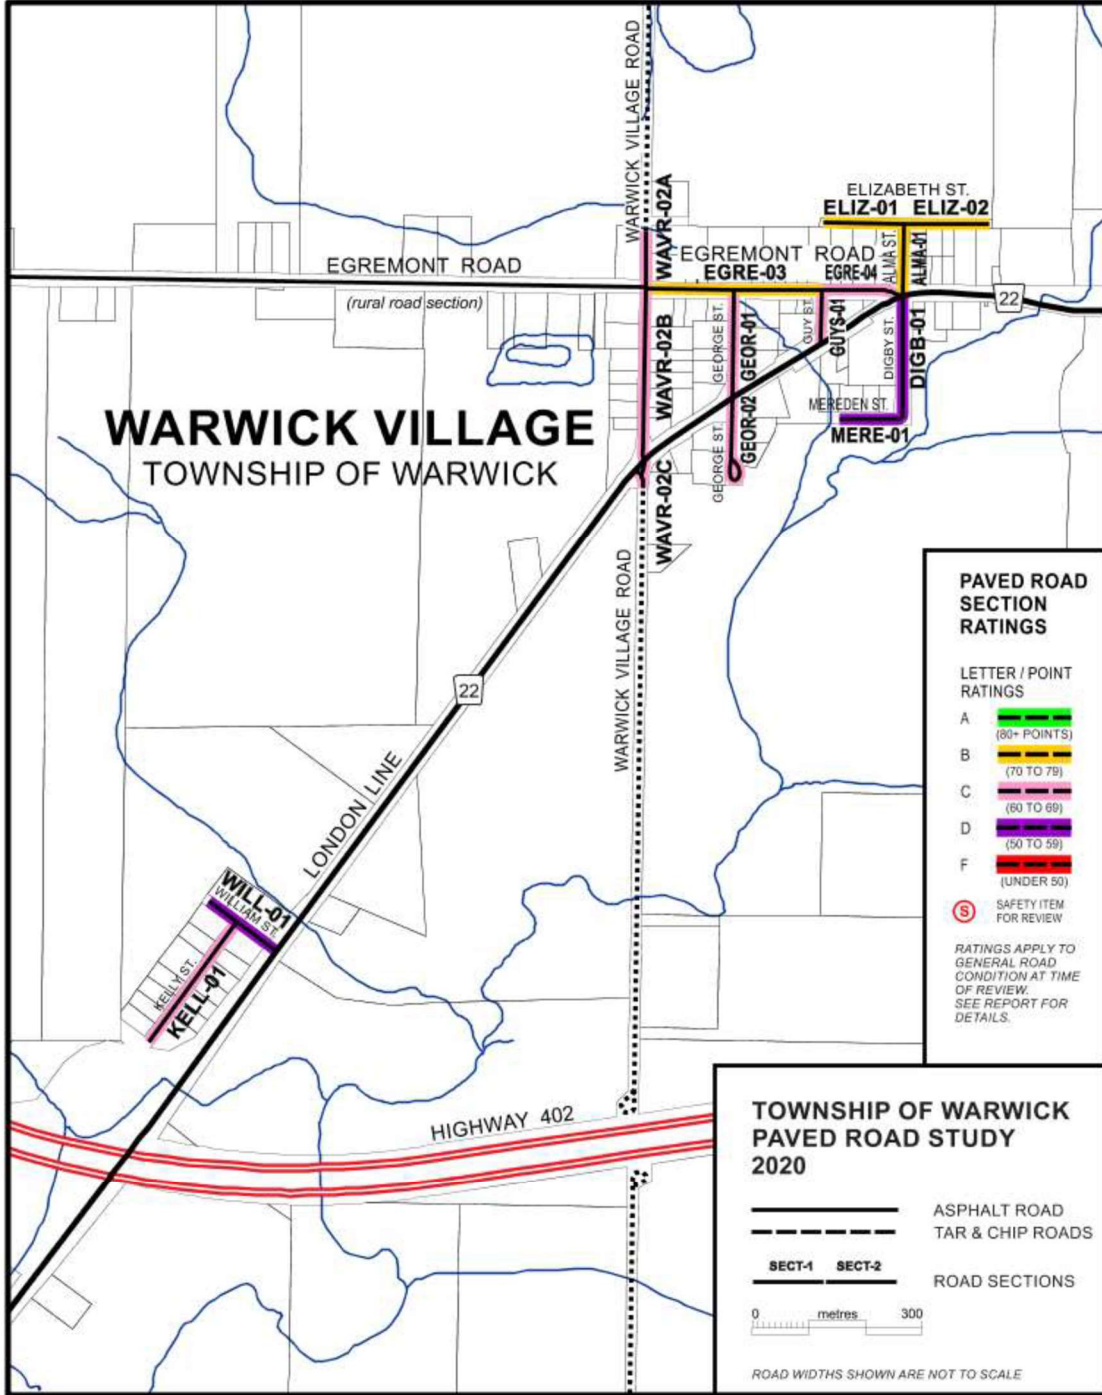 WARWICK VILLAGE ROAD
WARWICK VILLAGE ROAD
WAVR-02A
ELIZABETH ST.
ELIZ-01 ELIZ-02
ALMA ST.
ALMA-01
EGREMONT ROAD
EGREMONT ROAD
EGRE-03
EGRE-04
(rural road section)
22
WAVR-02B
GEORGE ST.
GEOR-01
GUY ST.
GUYS-01
DIGBY ST.
DIGB-01
MEREDEN ST.
MERE-01
WARWICK VILLAGE
TOWNSHIP OF WARWICK
GEORGE ST.
GEOR-02
WAVR-02C
WARWICK VILLAGE ROAD
22
LONDON LINE
WILL-01
WILLIAM ST.
KELLY ST.
KELL-01
HIGHWAY 402
PAVED ROAD
SECTION
RATINGS
LETTER / POINT
RATINGS
A
(80+ POINTS)
B
(70 TO 79)
C
(60 TO 69)
D
(50 TO 59)
F
(UNDER 50)
S SAFETY ITEM
FOR REVIEW
RATINGS APPLY TO
GENERAL ROAD
CONDITION AT TIME
OF REVIEW.
SEE REPORT FOR
DETAILS.
TOWNSHIP OF WARWICK
PAVED ROAD STUDY
2020
ASPHALT ROAD
TAR & CHIP ROADS
SECT-1 SECT-2
ROAD SECTIONS
0 metres 300
ROAD WIDTHS SHOWN ARE NOT TO SCALE